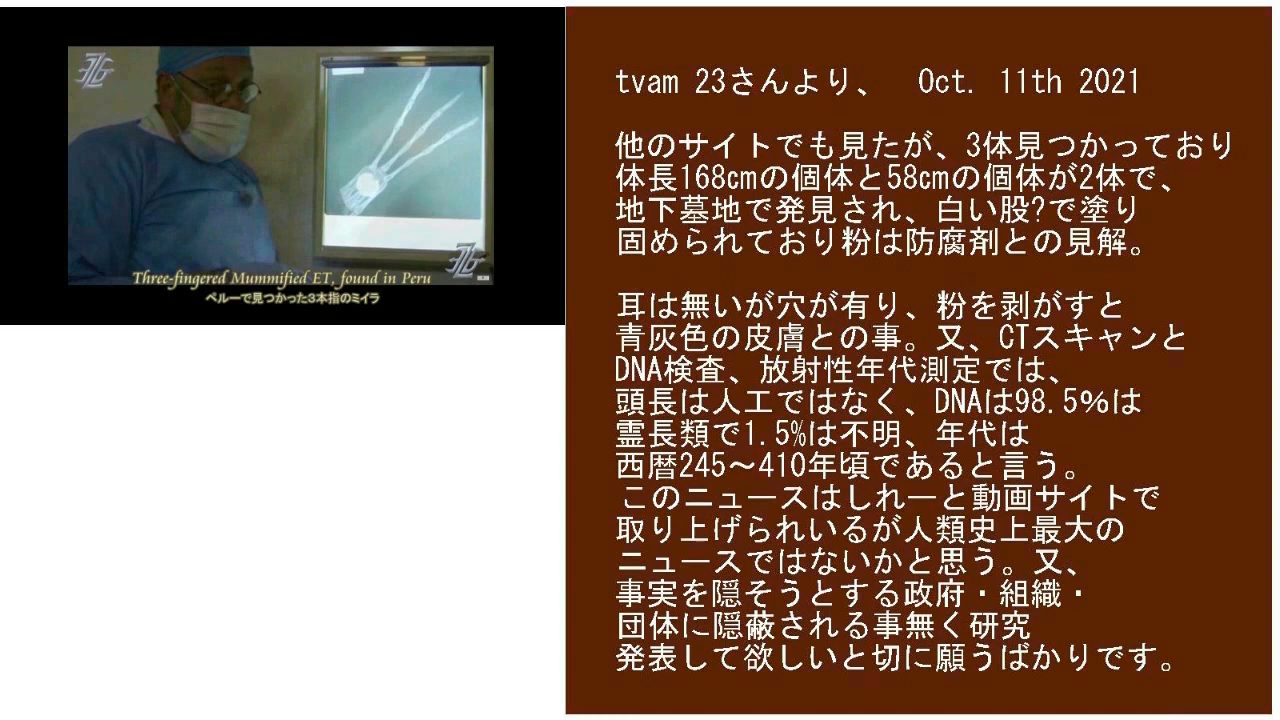 Three-fingered Mummified ET, found in Peru
ペルーで見つかった3本指のミイラ
tvam 23さんより、 Oct. 11th 2021
他のサイトでも見たが、3体見つかっており
体長168cmの個体と58cmの個体が2体で、
地下墓地で発見され、白い股?で塗り
固められており粉は防腐剤との見解。
耳は無いが穴が有り、粉を剥がすと
青灰色の皮膚との事。又、CTスキャンと
DNA検査、放射性年代測定では、
頭長は人工ではなく、DNAは98.5%は
霊長類で1.5%は不明、年代は
西暦245～410年頃であると言う。
このニュースはしれーと動画サイトで
取り上げられいるが人類史上最大の
ニュースではないかと思う。又、
事実を隠そうとする政府・組織・
団体に隠蔽される事無く研究
発表して欲しいと切に願うばかりです。